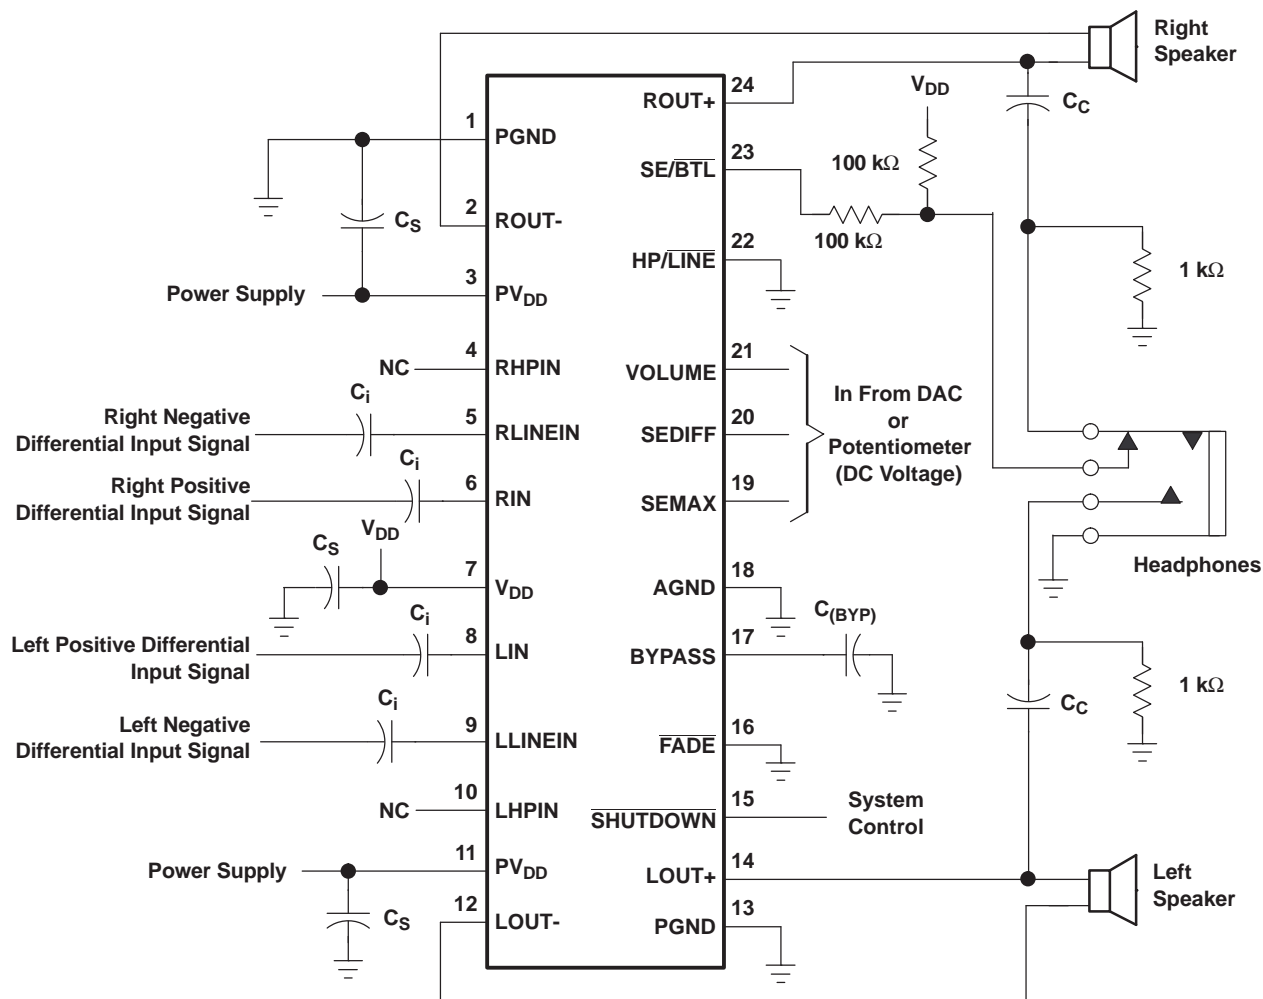 Right
Speaker
24
ROUT+
VDD
CC
1
PGND
23
SE/BTL
100 kΩ
100 kΩ
CS
2
ROUT-
22
HP/LINE
1 kΩ
Power Supply
3
PVDD
4
NC
RHPIN
21
VOLUME
Ci
Right Negative
Differential Input Signal
5
RLINEIN
20
SEDIFF
In From DAC
or
Potentiometer
(DC Voltage)
Ci
Right Positive
Differential Input Signal
6
RIN
19
SEMAX
VDD
CS
7
VDD
18
AGND
Headphones
Ci
Left Positive Differential
Input Signal
8
LIN
C(BYP)
17
BYPASS
1 kΩ
CC
Ci
Left Negative
Differential Input Signal
9
LLINEIN
16
FADE
10
NC
LHPIN
15
SHUTDOWN
System
Control
11
Power Supply
PVDD
14
LOUT+
Left
Speaker
12
CS
LOUT-
13
PGND